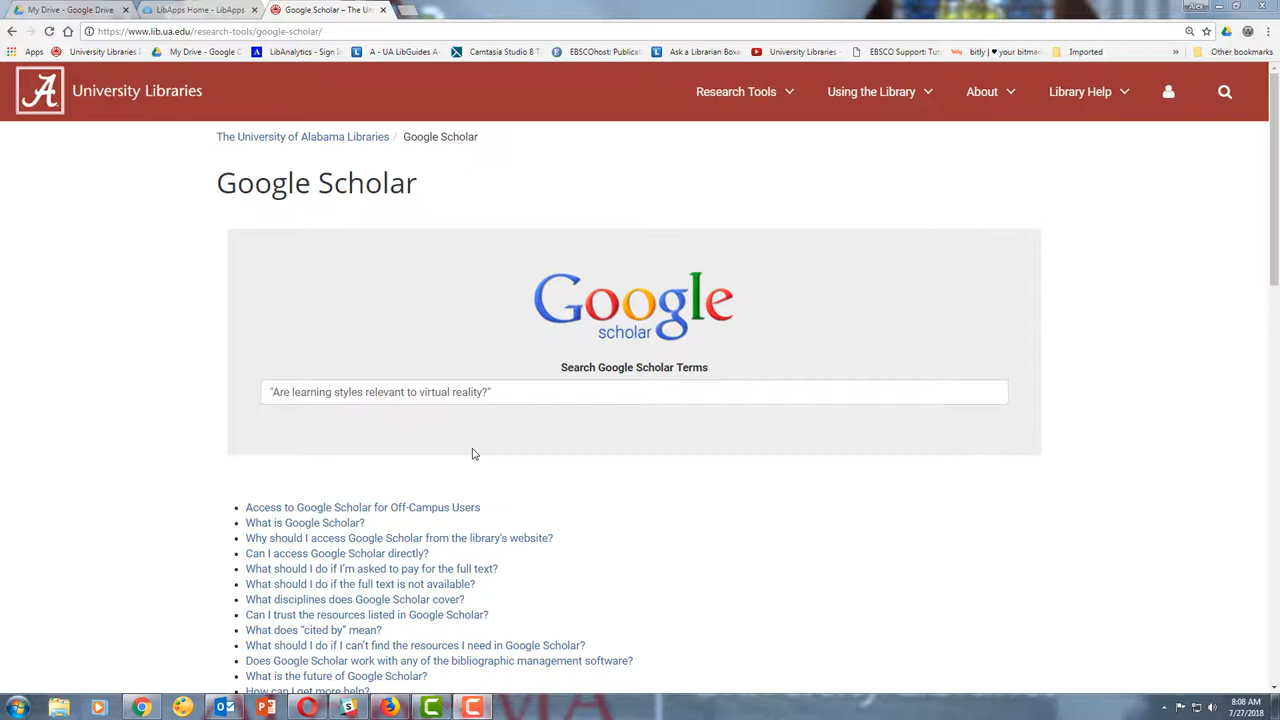 My Drive - Google Drive
LibApps Home - LibApps
Google Scholar – The Un
Alex
https://www.lib.ua.edu/research-tools/google-scholar/
Apps
University Libraries
My Drive - Google D
LibAnalytics - Sign
A - UA LibGuides A-
Camtasia Studio 8 T
EBSCOhost: Publicat
Ask a Librarian Boxe
University Libraries
EBSCO Support: Tut
bitly | ♥ your bitmar
Imported
»
Other bookmarks
A University Libraries
Research Tools
Using the Library
About
Library Help
The University of Alabama Libraries / Google Scholar
Google Scholar
Google
scholar
Search Google Scholar Terms
"Are learning styles relevant to virtual reality?"
Access to Google Scholar for Off-Campus Users
What is Google Scholar?
Why should I access Google Scholar from the library's website?
Can I access Google Scholar directly?
What should I do if I'm asked to pay for the full text?
What should I do if the full text is not available?
What disciplines does Google Scholar cover?
Can I trust the resources listed in Google Scholar?
What does “cited by” mean?
What should I do if I can't find the resources I need in Google Scholar?
Does Google Scholar work with any of the bibliographic management software?
What is the future of Google Scholar?
How can I get more help?
8:08 AM
7/27/2018